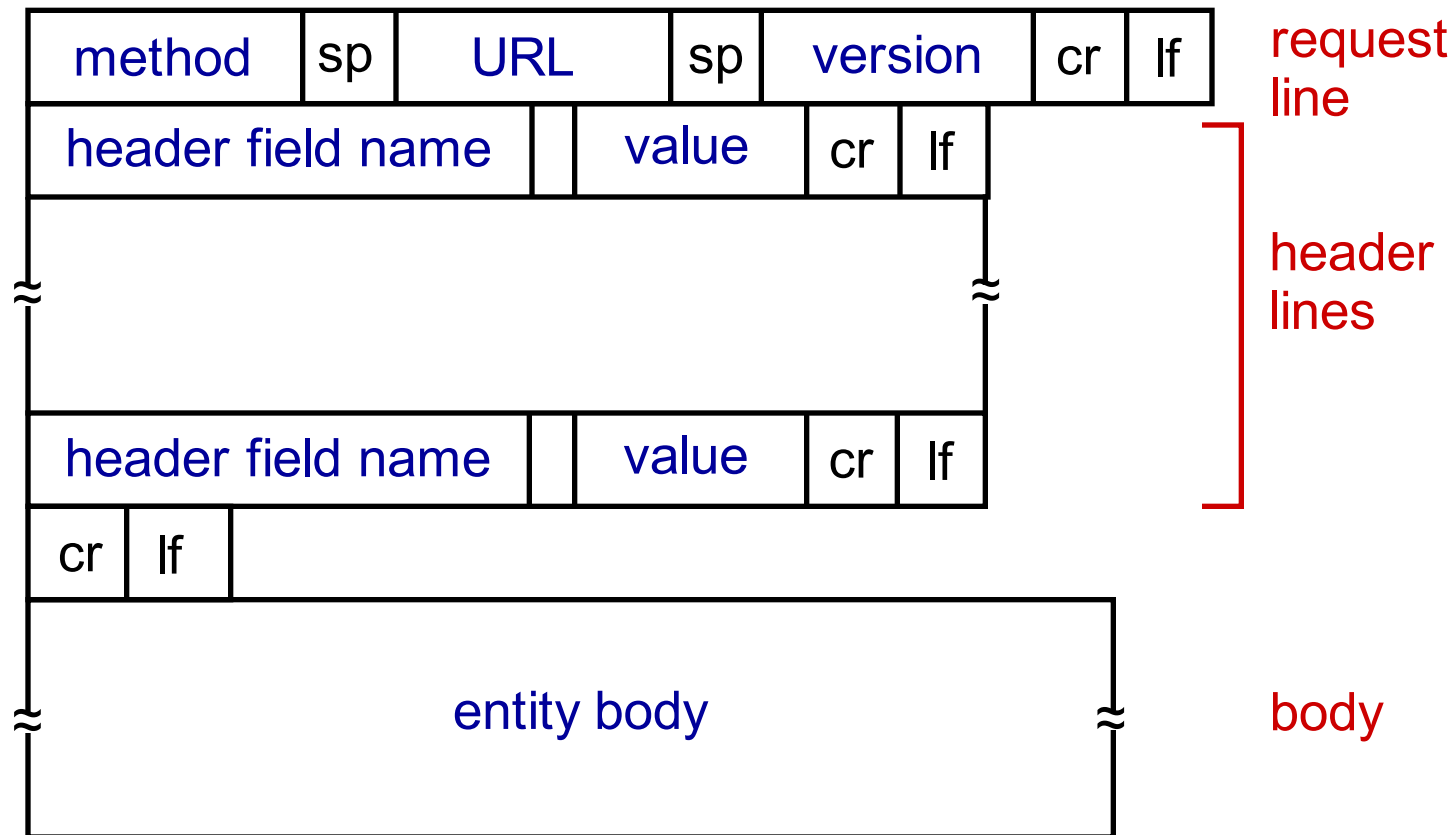 method sp URL sp version cr lf request
line
header field name value cr lf
header
lines
header field name value cr lf
cr lf
entity body body